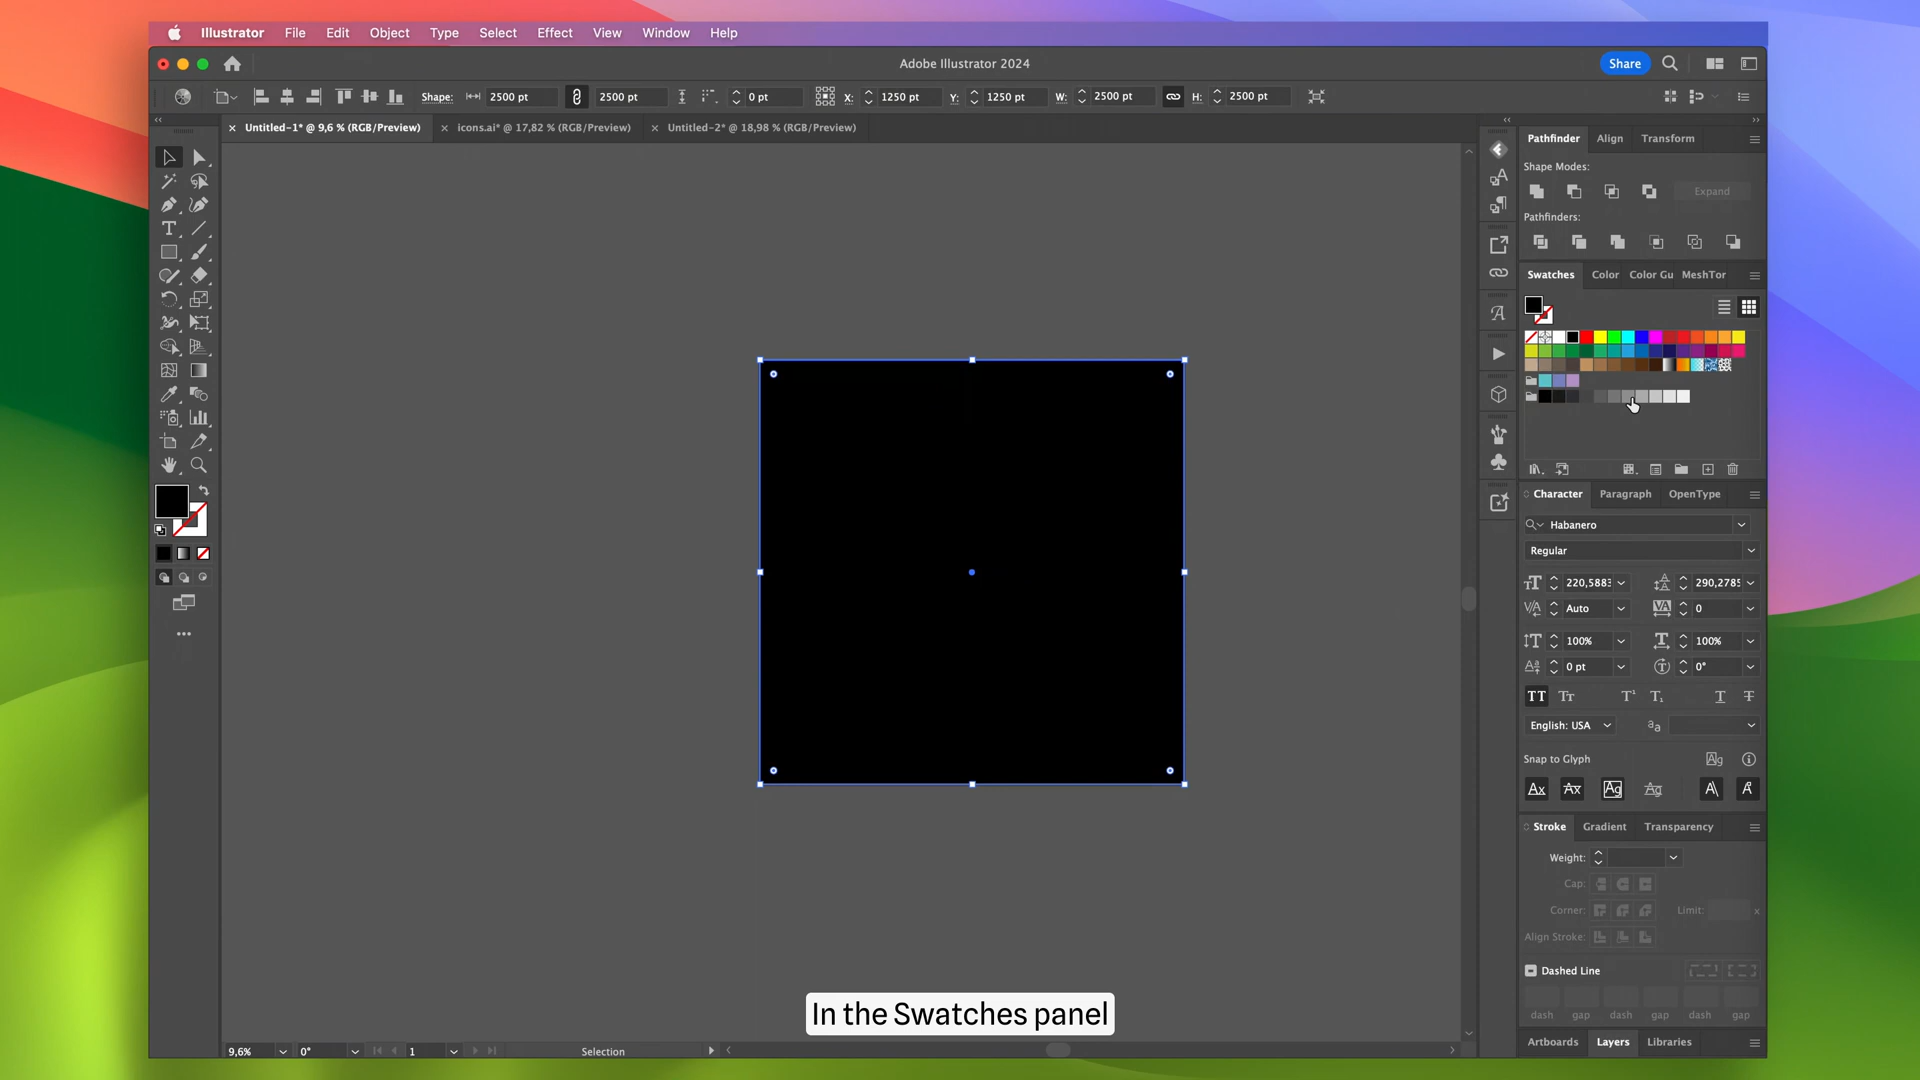 Illustrator File Edit Object Type Select Effect View Window Help
Adobe Illustrator 2024
Share
Shape: 2500 pt 2500 pt 0 pt X: 1250 pt Y: 1250 pt W: 2500 pt H: 2500 pt
Untitled-1* @ 9,6 % (RGB/Preview) icons.ai* @ 17,82 % (RGB/Preview) Untitled-2* @ 18,98 % (RGB/Preview)
Pathfinder Align Transform
Shape Modes:
Expand
Pathfinders:
Swatches Color Color Gu MeshTor
Character Paragraph OpenType
Habanero
Regular
220,5883 290,2785
Auto 0
100% 100%
0 pt 0°
English: USA
Snap to Glyph
Stroke Gradient Transparency
Weight:
Cap:
Corner: Limit: x
Align Stroke:
Dashed Line
dash gap dash gap dash gap
In the Swatches panel
Artboards Layers Libraries
9,6% 0° 1 Selection